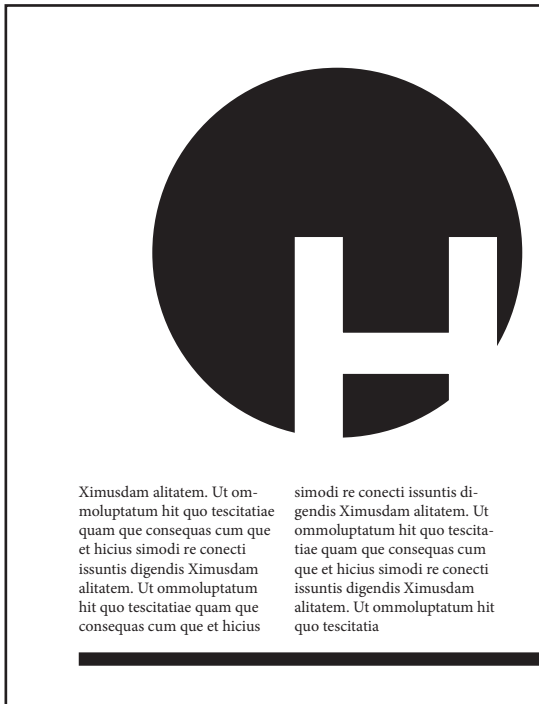 H
Ximusdam alitatem. Ut om-
moluptatum hit quo tescitatiae
quam que consequas cum que
et hicius simodi re conecti
issuntis digendis Ximusdam
alitatem. Ut ommoluptatum
hit quo tescitatiae quam que
consequas cum que et hicius
simodi re conecti issuntis di-
gendis Ximusdam alitatem. Ut
ommoluptatum hit quo tescita-
tiae quam que consequas cum
que et hicius simodi re conecti
issuntis digendis Ximusdam
alitatem. Ut ommoluptatum hit
quo tescitatia